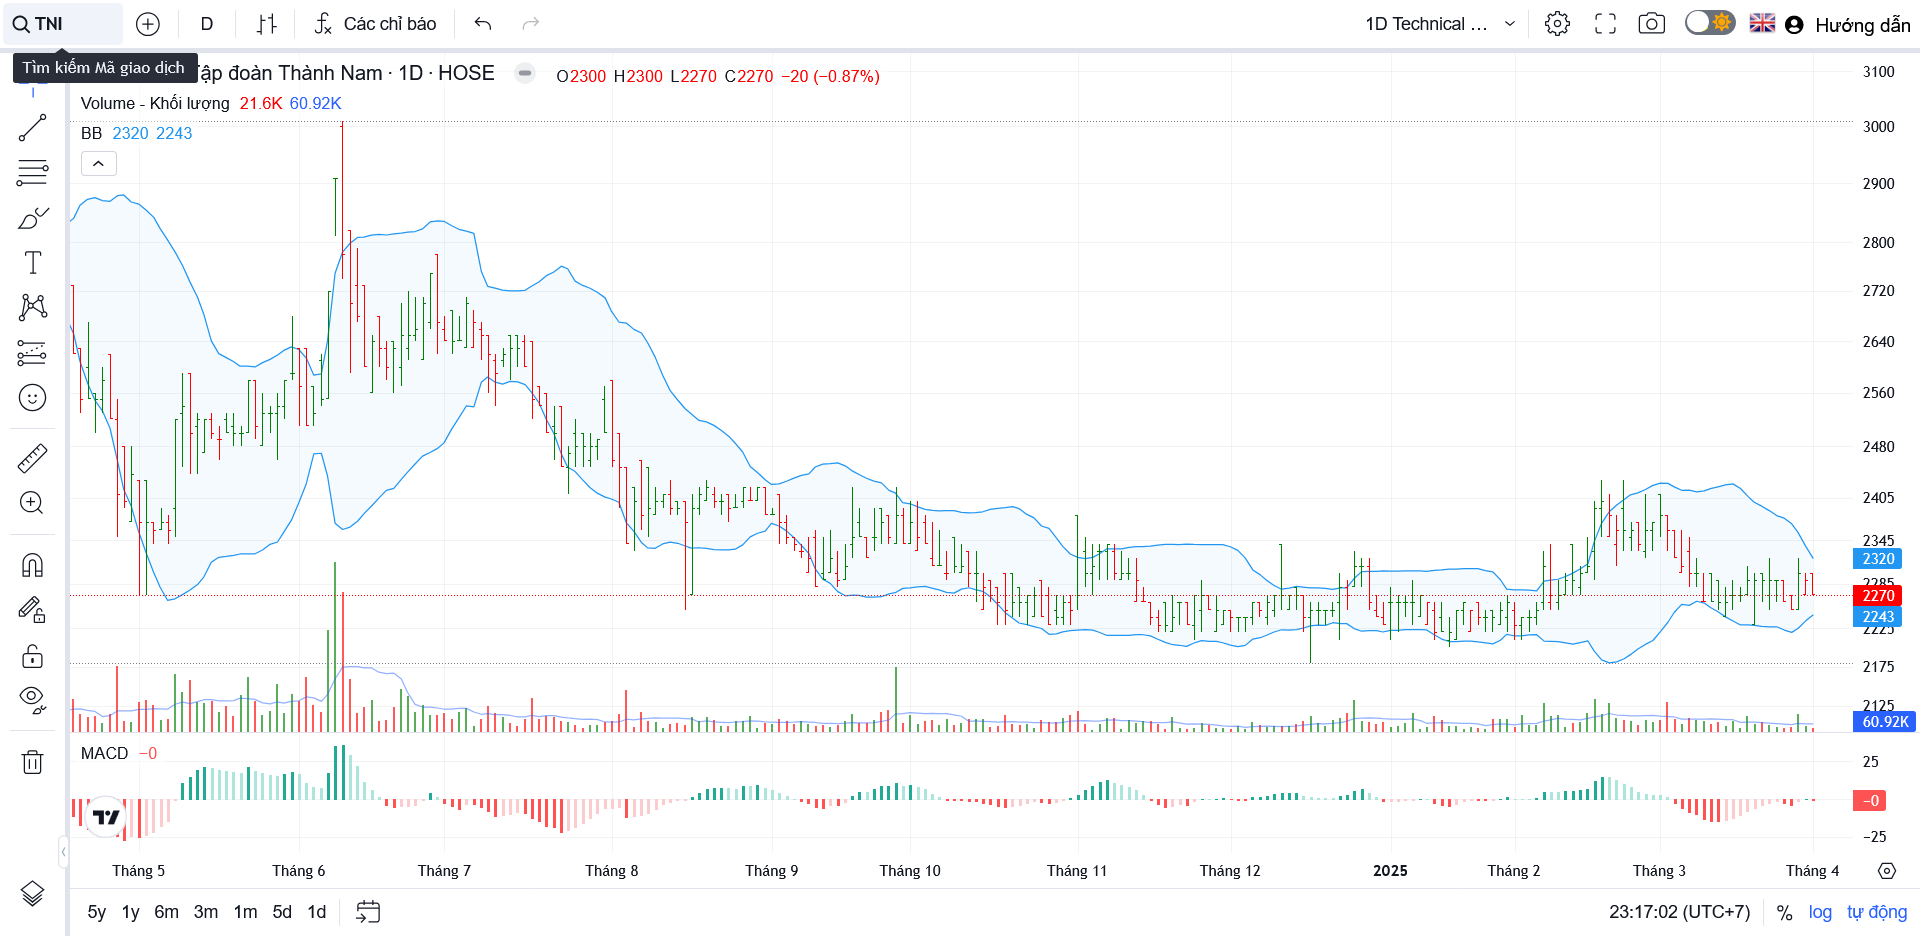 TNI
D
Các chỉ báo
1D Technical ...
Hướng dẫn
Tìm kiếm Mã giao dịch
Tập đoàn Thành Nam · 1D · HOSE
O2300 H2300 L2270 C2270 −20 (−0.87%)
Volume - Khối lượng 21.6K 60.92K
BB 2320 2243
3100
3000
2900
2800
2720
2640
2560
2480
2405
2345
2320
2285
2270
2243
2225
2175
2125
60.92K
MACD −0
25
−0
−25
Tháng 5 Tháng 6 Tháng 7 Tháng 8 Tháng 9 Tháng 10 Tháng 11 Tháng 12 2025 Tháng 2 Tháng 3 Tháng 4
5y 1y 6m 3m 1m 5d 1d
23:17:02 (UTC+7) % log tự động